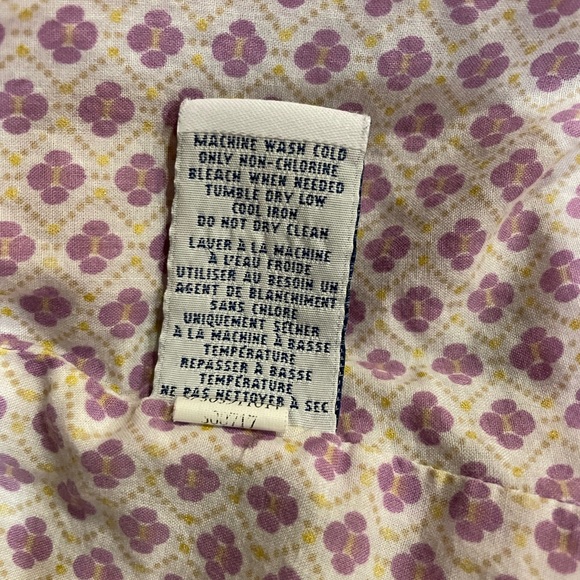 MACHINE WASH COLD
ONLY NON-CHLORINE
BLEACH WHEN NEEDED
TUMBLE DRY LOW
COOL IRON
DO NOT DRY CLEAN
LAVER À LA MACHINE
À L'EAU FROIDE
UTILISER AU BESOIN UN
AGENT DE BLANCHIMENT
SANS CHLORE
UNIQUEMENT SÉCHER
À LA MACHINE À BASSE
TEMPÉRATURE
REPASSER À BASSE
TEMPÉRATURE
NE PAS NETTOYER À SEC